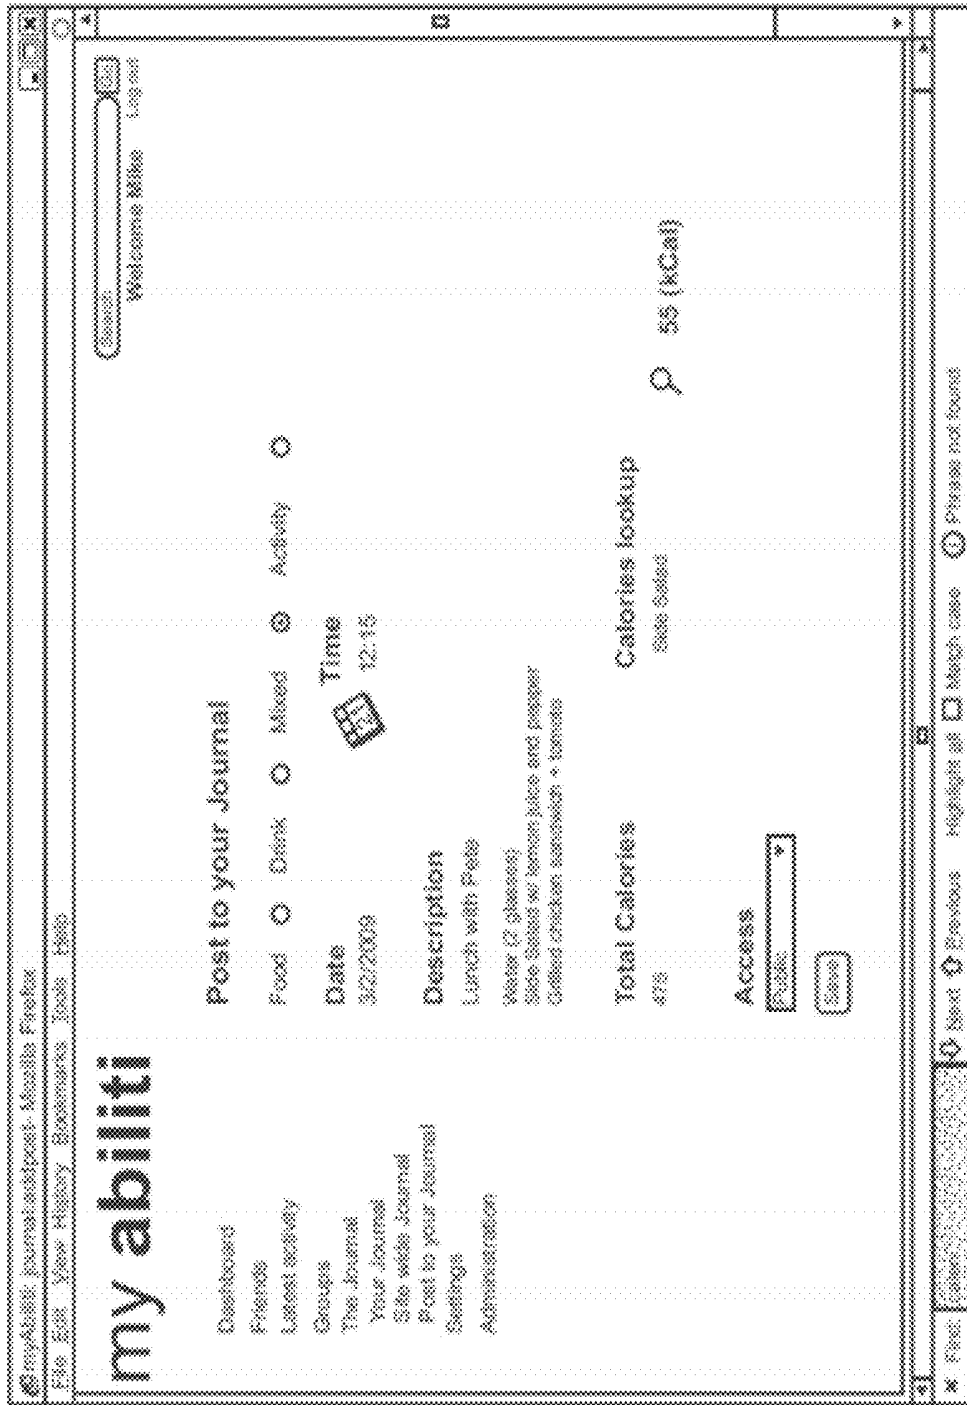 myAbiliti: journal:addpost- Mozilla Firefox
File Edit View History Bookmarks Tools Help
my abiliti
Search Go
Welcome Mike Log out
Dashboard
Friends
Latest activity
Groups
The Journal
Your Journal
Site wide Journal
Post to your Journal
Settings
Administration
Post to your Journal
Food Drink Mixed Activity
Date Time
3/2/2009 12:15
Description
Lunch with Pete
Water (2 glasses)
Side Salad w/ lemon juice and pepper
Grilled chicken sandwich + tomato
Total Calories Calories lookup
475 Side Salad 55 (kCal)
Access
Public
Save
Find: Next Previous Highlight all Match case Phrase not found